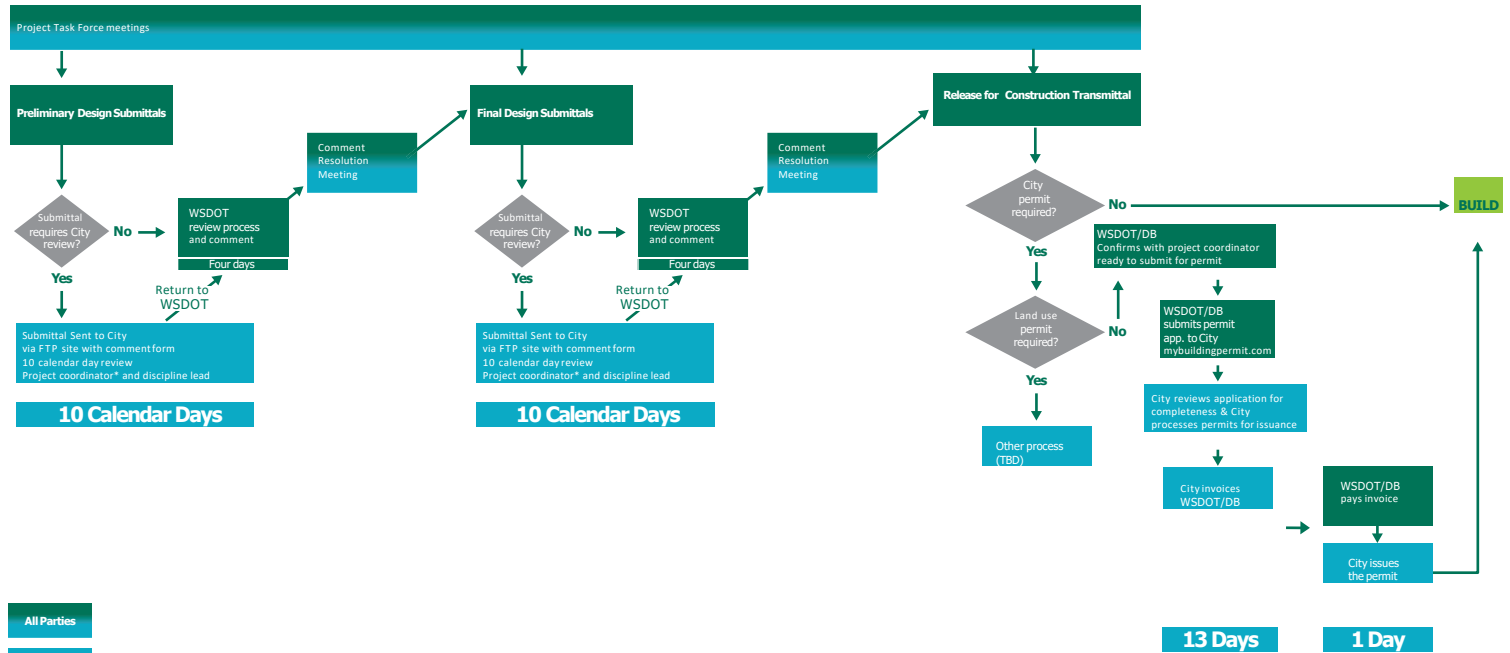 Project Task Force meetings
Preliminary Design Submittals
Submittal
requires City
review?
No
Yes
WSDOT
review process
and comment
Four days
Return to
WSDOT
Submittal Sent to City
via FTP site with comment form
10 calendar day review
Project coordinator* and discipline lead
10 Calendar Days
Comment
Resolution
Meeting
Final Design Submittals
Submittal
requires City
review?
No
Yes
WSDOT
review process
and comment
Four days
Return to
WSDOT
Submittal Sent to City
via FTP site with comment form
10 calendar day review
Project coordinator* and discipline lead
10 Calendar Days
Comment
Resolution
Meeting
Release for Construction Transmittal
City
permit
required?
No
BUILD
Yes
Land use
permit
required?
No
Yes
Other process
(TBD)
WSDOT/DB
Confirms with project coordinator
ready to submit for permit
WSDOT/DB
submits permit
app. to City
mybuildingpermit.com
City reviews application for
completeness & City
processes permits for issuance
City invoices
WSDOT/DB
WSDOT/DB
pays invoice
City issues
the permit
13 Days
1 Day
All Parties